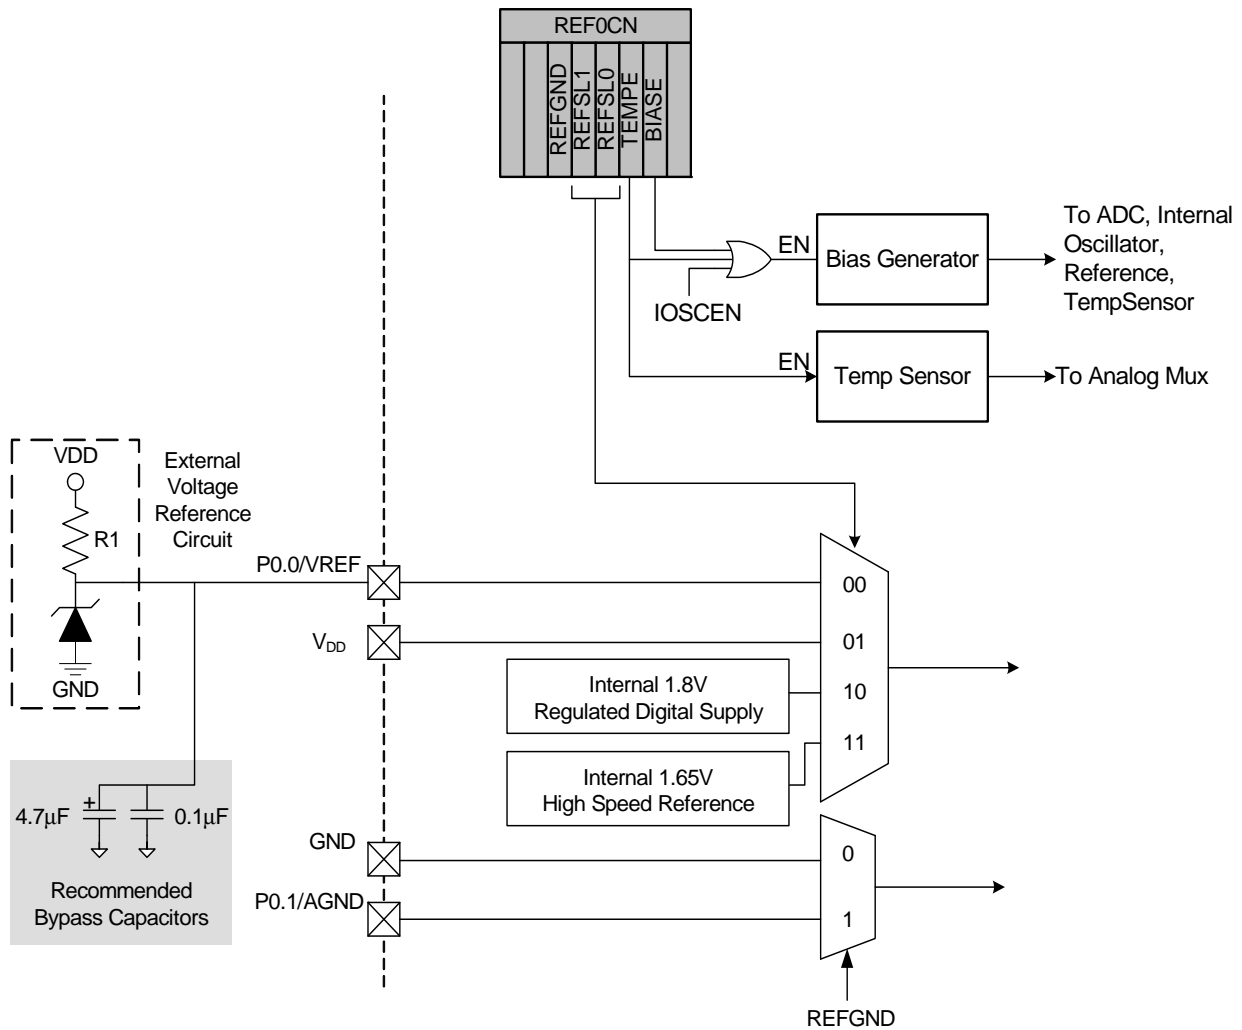 REF0CN
REFGND
REFSL1
REFSL0
TEMPE
BIASE
EN
Bias Generator
To ADC, Internal
Oscillator,
Reference,
TempSensor
IOSCEN
EN
Temp Sensor
To Analog Mux
VDD
R1
GND
External
Voltage
Reference
Circuit
P0.0/VREF
00
VDD
01
Internal 1.8V
Regulated Digital Supply
10
11
Internal 1.65V
High Speed Reference
4.7μF
+
0.1μF
Recommended
Bypass Capacitors
GND
0
P0.1/AGND
1
REFGND